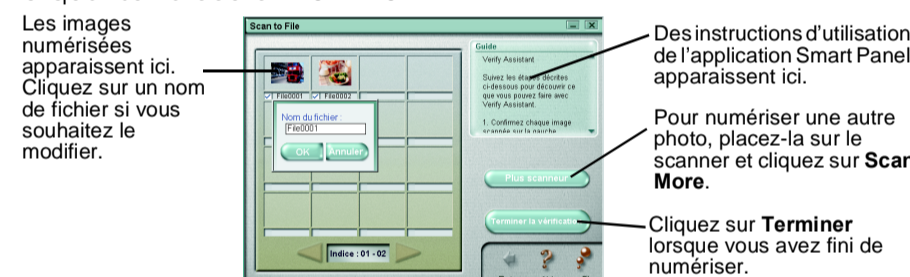 Les images
numérisées
apparaissent ici.
Cliquez sur un nom
de fichier si vous
souhaitez le
modifier.
Scan to File
File0001 File0002
Nom du fichier :
File0001
OK Annuler
Indice : 01 - 02
Guide
Verify Assistant
Suivez les étapes décrites
ci-dessous pour découvrir ce
que vous pouvez faire avec
Verify Assistant.
1. Confirmez chaque image
scannée sur la gauche
Plus scanneur
Terminer la vérificatio
Des instructions d'utilisation
de l'application Smart Panel
apparaissent ici.
Pour numériser une autre
photo, placez-la sur le
scanner et cliquez sur Scan
More.
Cliquez sur Terminer
lorsque vous avez fini de
numériser.